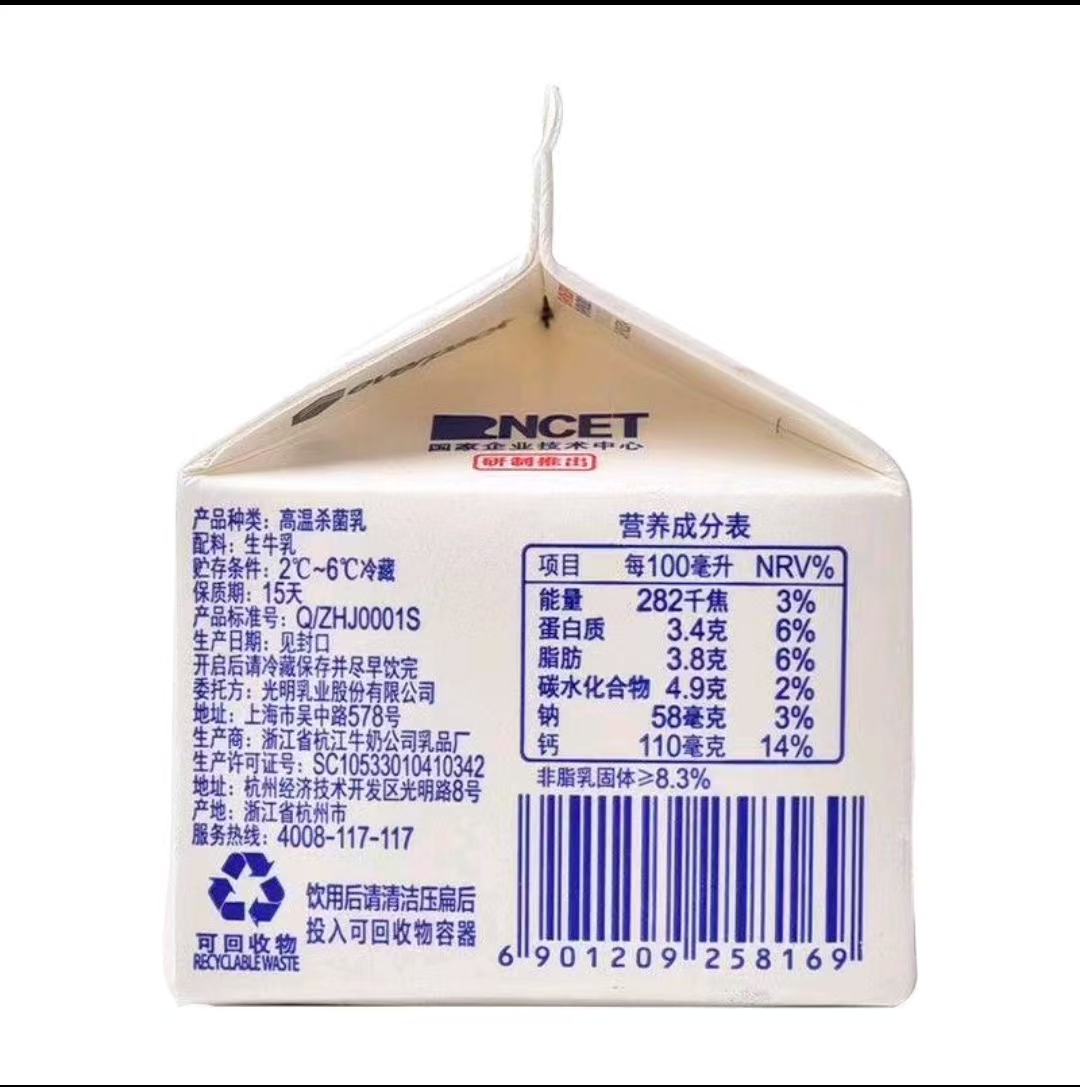 RNCET
国家企业技术中心
研制推出
产品种类：高温杀菌乳
配料：生牛乳
贮存条件：2℃~6℃冷藏
保质期：15天
产品标准号：Q/ZHJ0001S
生产日期：见封口
开启后请冷藏保存并尽早饮完
委托方：光明乳业股份有限公司
地址：上海市吴中路578号
生产商：浙江省杭江牛奶公司乳品厂
生产许可证号：SC10533010410342
地址：杭州经济技术开发区光明路8号
产地：浙江省杭州市
服务热线：4008-117-117
可回收物
RECYCLABLE WASTE
饮用后请清洁压扁后
投入可回收物容器
营养成分表
项目 每100毫升 NRV%
能量 282千焦 3%
蛋白质 3.4克 6%
脂肪 3.8克 6%
碳水化合物 4.9克 2%
钠 58毫克 3%
钙 110毫克 14%
非脂乳固体≥8.3%
6 901209 258169